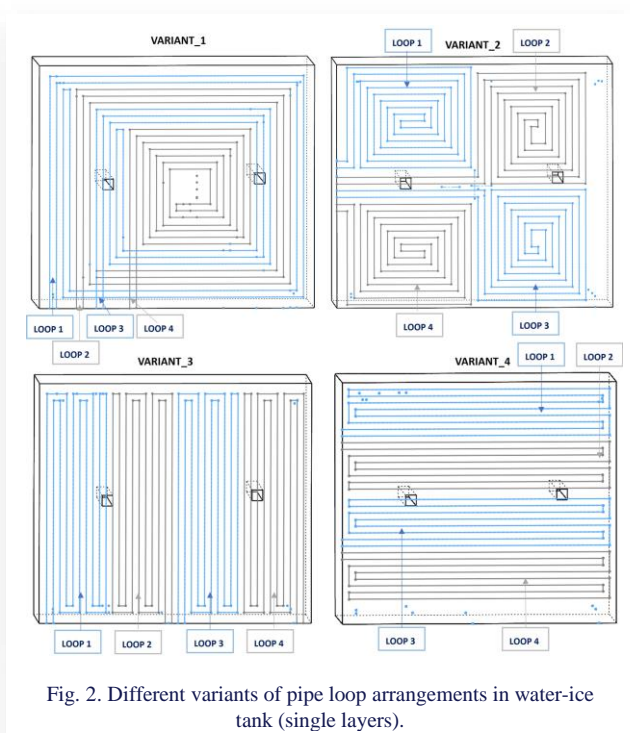 VARIANT_1
LOOP 1
VARIANT_2
LOOP 2
LOOP 4
LOOP 3
LOOP 1
LOOP 3
LOOP 4
LOOP 2
VARIANT_3
VARIANT_4
LOOP 1
LOOP 2
LOOP 1
LOOP 2
LOOP 3
LOOP 4
LOOP 3
LOOP 4
Fig. 2. Different variants of pipe loop arrangements in water-ice
tank (single layers).